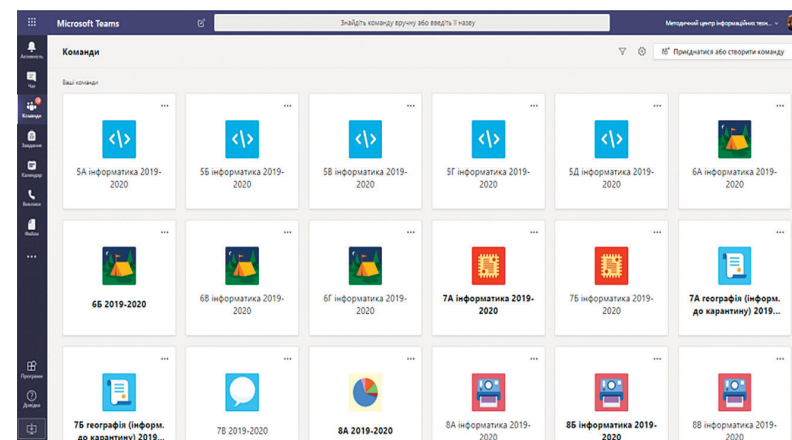 Microsoft Teams
Знайдіть команду вручну або введіть її назву
Методичний центр інформаційних техн...
Активність
Чат
Команди
Завдання
Календар
Виклики
Файли
Програми
Довідка
Команди
Приєднатися або створити команду
Ваші команди
5А інформатика 2019-
2020
5Б інформатика 2019-
2020
5В інформатика 2019-
2020
5Г інформатика 2019-
2020
5Д інформатика 2019-
2020
6А інформатика 2019-
2020
6Б 2019-2020
6В інформатика 2019-
2020
6Г інформатика 2019-
2020
7А інформатика 2019-
2020
7Б інформатика 2019-
2020
7А географія (інформ.
до карантину) 2019...
7Б географія (інформ.
до карантину) 2019...
7В 2019-2020
8А 2019-2020
8А інформатика 2019-
2020
8Б інформатика 2019-
2020
8В інформатика 2019-
2020